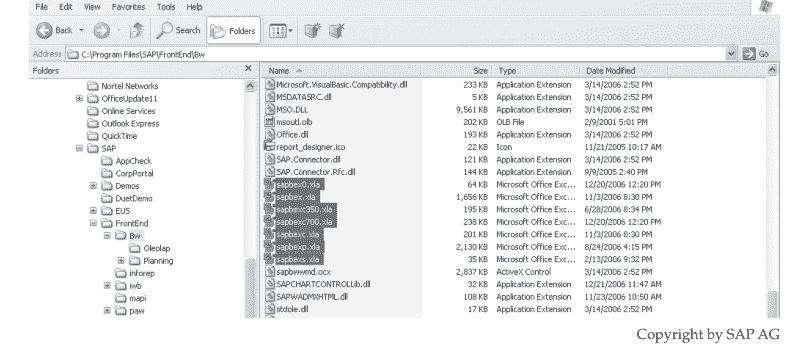 File Edit View Favorites Tools Help
Back Search Folders
Address C:\Program Files\SAP\FrontEnd\Bw Go
Folders
Nortel Networks
OfficeUpdate11
Online Services
Outlook Express
QuickTime
SAP
AppCheck
CorpPortal
Demos
DuetDemo
EUS
FrontEnd
Bw
Oleolap
Planning
inforep
iwb
mapi
paw
Name Size Type Date Modified
Microsoft.VisualBasic.Compatibility.dll 233 KB Application Extension 3/14/2006 2:52 PM
MSDATASRC.dll 5 KB Application Extension 3/14/2006 2:52 PM
MSO.DLL 9,561 KB Application Extension 3/14/2006 2:52 PM
msoutl.olb 202 KB OLB File 2/9/2001 5:01 PM
Office.dll 193 KB Application Extension 3/14/2006 2:52 PM
report_designer.ico 22 KB Icon 11/21/2005 10:17 AM
SAP.Connector.dll 121 KB Application Extension 3/14/2006 2:52 PM
SAP.Connector.Rfc.dll 144 KB Application Extension 9/9/2005 2:40 PM
sapbex0.xla 64 KB Microsoft Office Exc... 12/20/2006 12:20 PM
sapbex.xla 1,656 KB Microsoft Office Exc... 11/3/2006 8:30 PM
sapbexc350.xla 195 KB Microsoft Office Exc... 6/28/2006 8:34 PM
sapbexc700.xla 238 KB Microsoft Office Exc... 12/20/2006 12:20 PM
sapbexc.xla 201 KB Microsoft Office Exc... 11/3/2006 8:30 PM
sapbexp.xla 2,130 KB Microsoft Office Exc... 8/24/2006 4:15 PM
sapbexs.xla 35 KB Microsoft Office Exc... 2/13/2006 9:32 PM
sapbwwmd.ocx 2,837 KB ActiveX Control 3/14/2006 2:52 PM
SAPCHARTCONTROLLib.dll 32 KB Application Extension 12/21/2006 11:47 AM
SAPWADMXHTML.dll 108 KB Application Extension 11/23/2006 10:50 AM
stdole.dll 17 KB Application Extension 3/14/2006 2:52 PM
Copyright by SAP AG